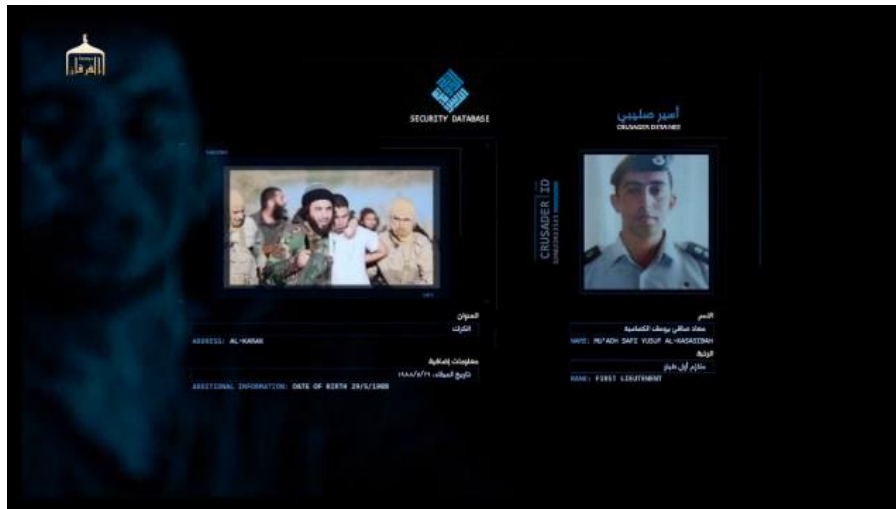 الفرقان
SECURITY DATABASE
أسير صليبي
CRUSADER DETAINEE
CRUSADER ID
العنوان
الكرك
ADDRESS: AL-KARAK
معلومات إضافية
تاريخ الميلاد: ١٩٨٨/٥/٢٩
ADDITIONAL INFORMATION: DATE OF BIRTH 29/5/1988
الاسم
معاذ صافي يوسف الكساسبة
NAME: MU'ADH SAFI YUSUF AL-KASASIBAH
الرتبة
ملازم أول طيار
RANK: FIRST LIEUTENENT